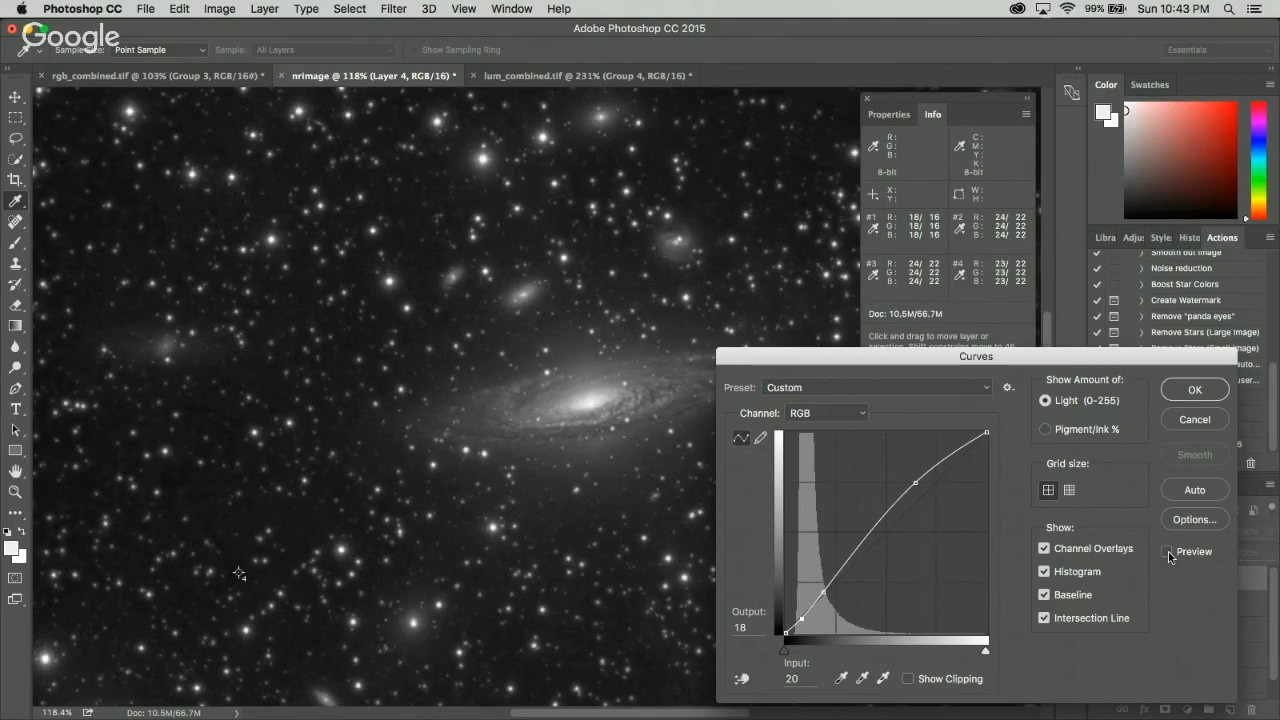 Photoshop CC File Edit Image Layer Type Select Filter 3D View Window Help 99% Sun 10:43 PM
Adobe Photoshop CC 2015
Google
Sample Size: Point Sample Sample: All Layers Show Sampling Ring Essentials
rgb_combined.tif @ 103% (Group 3, RGB/16#) * nrimage @ 118% (Layer 4, RGB/16) * lum_combined.tif @ 231% (Group 4, RGB/16) *
Color Swatches
Properties Info
R: C:
G: M:
B: Y:
K:
8-bit 8-bit
X: W:
Y: H:
#1 R: 18/ 16 #2 R: 24/ 22
G: 18/ 16 G: 24/ 22
B: 18/ 16 B: 24/ 22
#3 R: 24/ 22 #4 R: 23/ 22
G: 24/ 22 G: 23/ 22
B: 24/ 22 B: 23/ 22
Doc: 10.5M/66.7M
Click and drag to move layer or
Libra Adjus Style Histo Actions
Smooth out image
Noise reduction
Boost Star Colors
Create Watermark
Remove "panda eyes"
Remove Stars (Large Image)
Curves
Preset: Custom
Channel: RGB
Output:
18
Input:
20
Show Clipping
Show Amount of:
Light (0-255)
Pigment/Ink %
Grid size:
Show:
Channel Overlays
Histogram
Baseline
Intersection Line
OK
Cancel
Smooth
Auto
Options...
Preview
4
118.4% Doc: 10.5M/66.7M